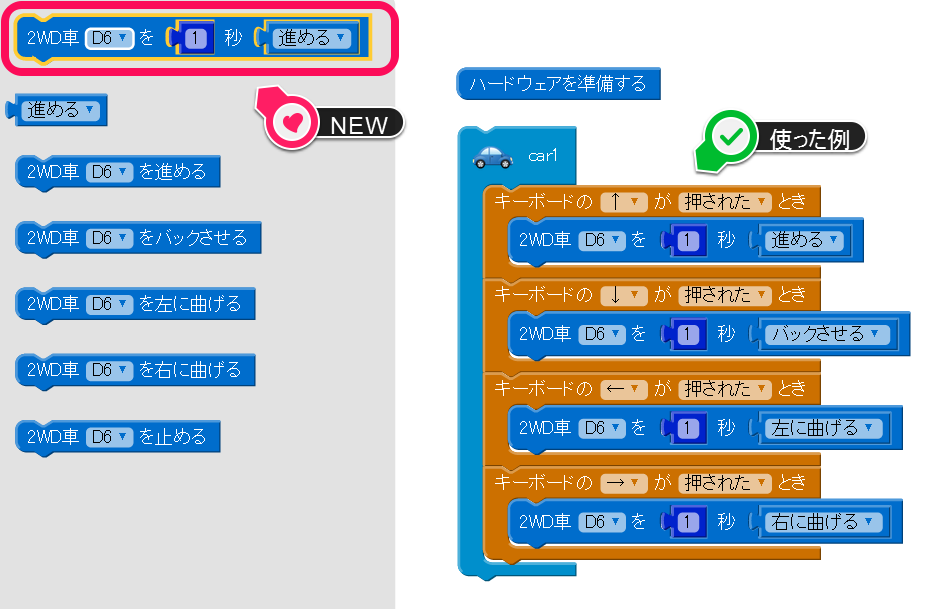 2WD車 D6 ▼ を 1 秒 進める ▼
進める ▼
NEW
2WD車 D6 ▼ を進める
2WD車 D6 ▼ をバックさせる
2WD車 D6 ▼ を左に曲げる
2WD車 D6 ▼ を右に曲げる
2WD車 D6 ▼ を止める
ハードウェアを準備する
使った例
car1
キーボードの ↑ ▼ が 押された ▼ とき
2WD車 D6 ▼ を 1 秒 進める ▼
キーボードの ↓ ▼ が 押された ▼ とき
2WD車 D6 ▼ を 1 秒 バックさせる ▼
キーボードの ← ▼ が 押された ▼ とき
2WD車 D6 ▼ を 1 秒 左に曲げる ▼
キーボードの → ▼ が 押された ▼ とき
2WD車 D6 ▼ を 1 秒 右に曲げる ▼